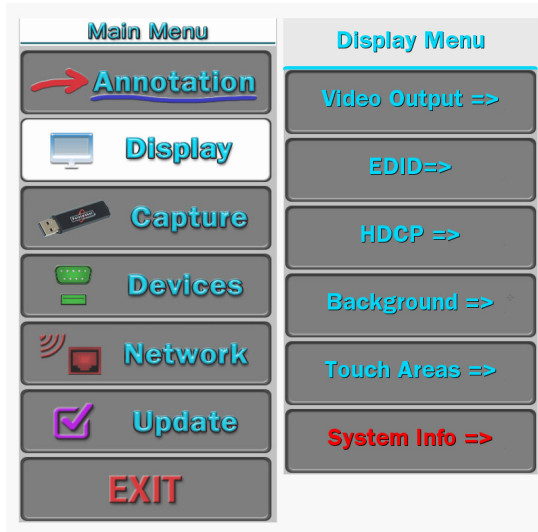 Main Menu
Annotation
Display
Capture
Devices
Network
Update
EXIT
Display Menu
Video Output =>
EDID=>
HDCP =>
Background =>
Touch Areas =>
System Info =>